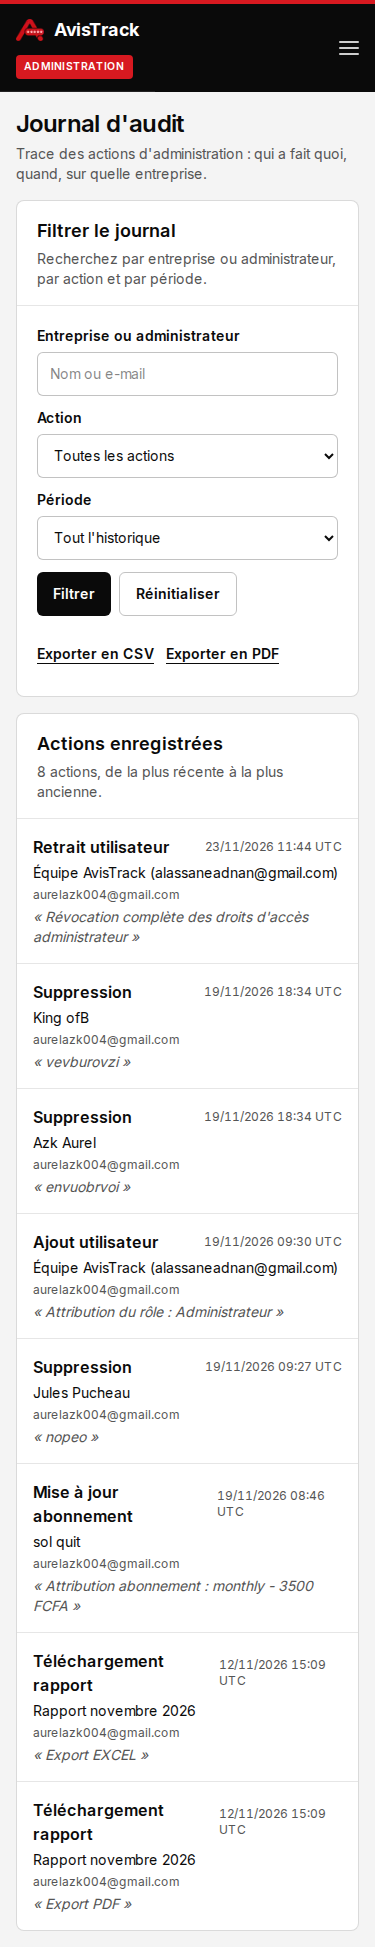 AvisTrack
ADMINISTRATION
Journal d'audit
Trace des actions d'administration : qui a fait quoi,
quand, sur quelle entreprise.
Filtrer le journal
Recherchez par entreprise ou administrateur,
par action et par période.
Entreprise ou administrateur
Nom ou e-mail
Action
Toutes les actions
Période
Tout l'historique
Filtrer
Réinitialiser
Exporter en CSV
Exporter en PDF
Actions enregistrées
8 actions, de la plus récente à la plus
ancienne.
Retrait utilisateur
23/11/2026 11:44 UTC
Équipe AvisTrack (alassaneadnan@gmail.com)
aurelazk004@gmail.com
« Révocation complète des droits d'accès
administrateur »
Suppression
19/11/2026 18:34 UTC
King ofB
aurelazk004@gmail.com
« vevburovzi »
Suppression
19/11/2026 18:34 UTC
Azk Aurel
aurelazk004@gmail.com
« envuobrvoi »
Ajout utilisateur
19/11/2026 09:30 UTC
Équipe AvisTrack (alassaneadnan@gmail.com)
aurelazk004@gmail.com
« Attribution du rôle : Administrateur »
Suppression
19/11/2026 09:27 UTC
Jules Pucheau
aurelazk004@gmail.com
« nopeo »
Mise à jour
abonnement
19/11/2026 08:46
UTC
sol quit
aurelazk004@gmail.com
« Attribution abonnement : monthly - 3500
FCFA »
Téléchargement
rapport
12/11/2026 15:09
UTC
Rapport novembre 2026
aurelazk004@gmail.com
« Export EXCEL »
Téléchargement
rapport
12/11/2026 15:09
UTC
Rapport novembre 2026
aurelazk004@gmail.com
« Export PDF »